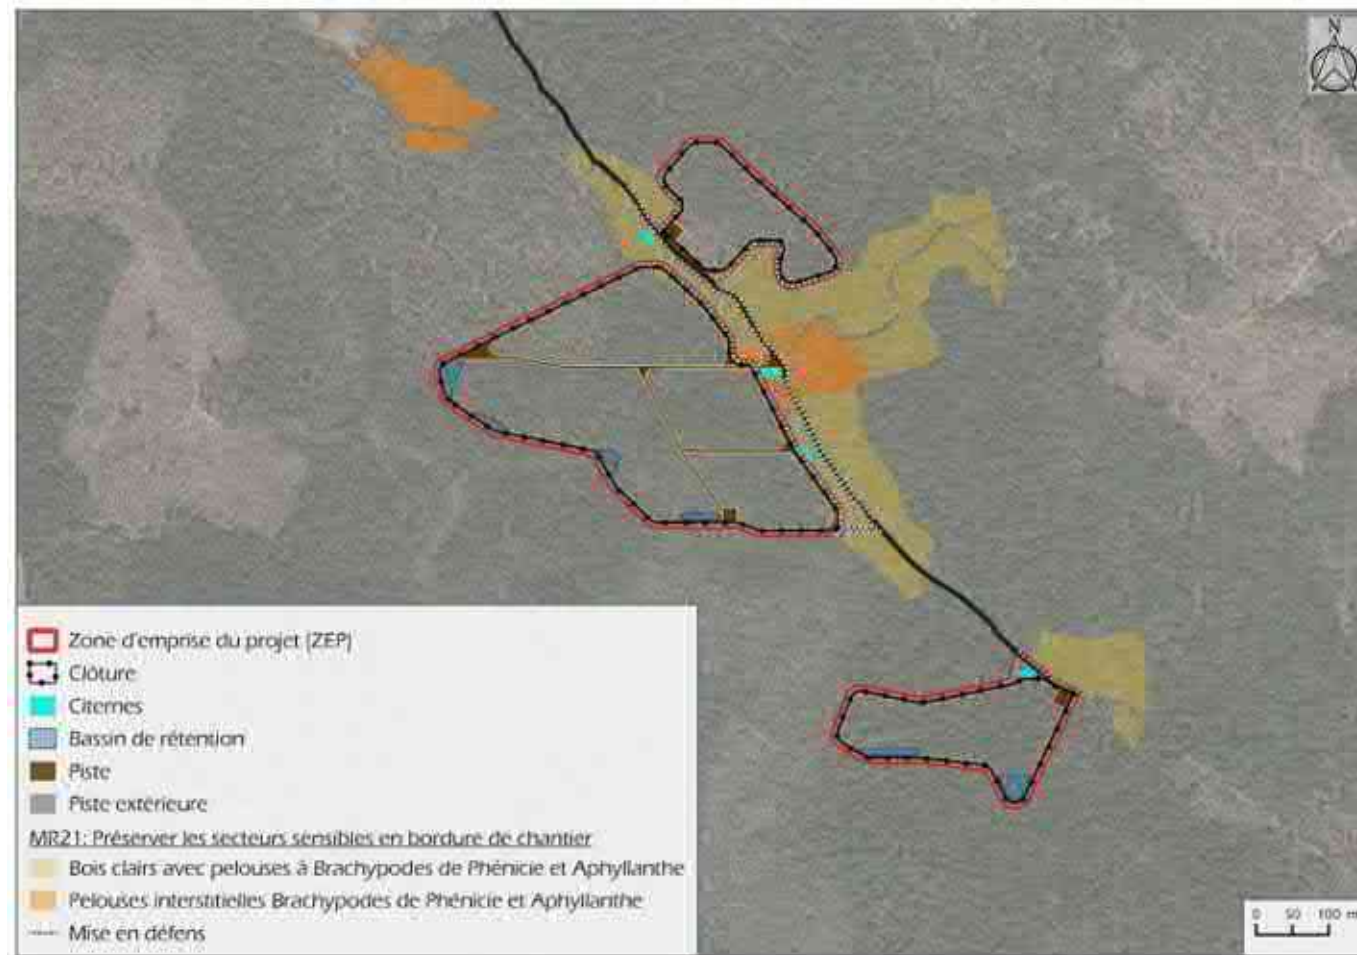 N
Zone d'emprise du projet (ZEP)
Clôture
Citernes
Bassin de rétention
Piste
Piste extérieure
MR21: Préserver les secteurs sensibles en bordure de chantier
Bois clairs avec pelouses à Brachypodes de Phénicie et Aphyllanthe
Pelouses interstitielles Brachypodes de Phénicie et Aphyllanthe
Mise en défens
0 50 100 m